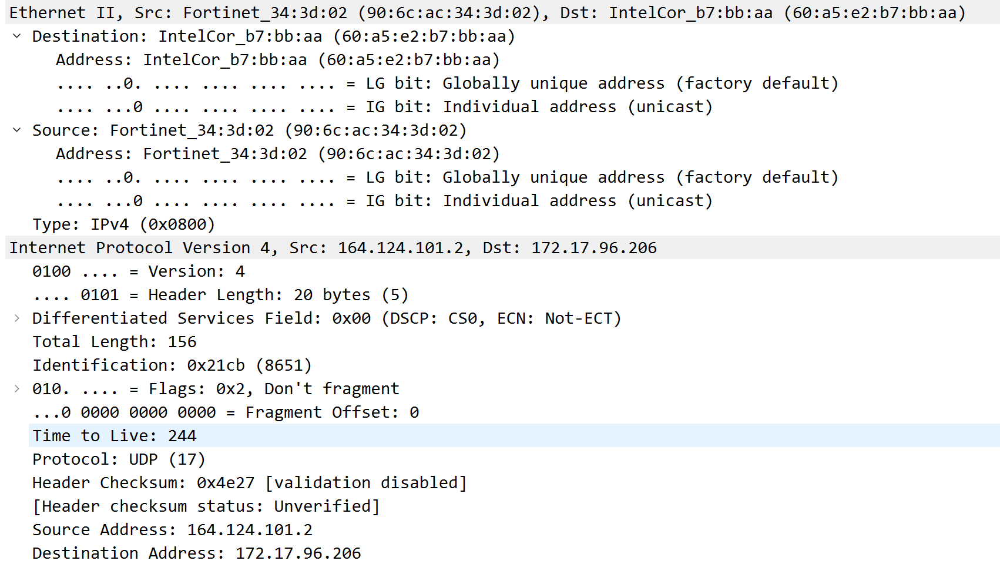 Ethernet II, Src: Fortinet_34:3d:02 (90:6c:ac:34:3d:02), Dst: IntelCor_b7:bb:aa (60:a5:e2:b7:bb:aa)
Destination: IntelCor_b7:bb:aa (60:a5:e2:b7:bb:aa)
Address: IntelCor_b7:bb:aa (60:a5:e2:b7:bb:aa)
.... ..0. .... .... .... .... = LG bit: Globally unique address (factory default)
.... ...0 .... .... .... .... = IG bit: Individual address (unicast)
Source: Fortinet_34:3d:02 (90:6c:ac:34:3d:02)
Address: Fortinet_34:3d:02 (90:6c:ac:34:3d:02)
.... ..0. .... .... .... .... = LG bit: Globally unique address (factory default)
.... ...0 .... .... .... .... = IG bit: Individual address (unicast)
Type: IPv4 (0x0800)
Internet Protocol Version 4, Src: 164.124.101.2, Dst: 172.17.96.206
0100 .... = Version: 4
.... 0101 = Header Length: 20 bytes (5)
Differentiated Services Field: 0x00 (DSCP: CS0, ECN: Not-ECT)
Total Length: 156
Identification: 0x21cb (8651)
010. .... = Flags: 0x2, Don't fragment
...0 0000 0000 0000 = Fragment Offset: 0
Time to Live: 244
Protocol: UDP (17)
Header Checksum: 0x4e27 [validation disabled]
[Header checksum status: Unverified]
Source Address: 164.124.101.2
Destination Address: 172.17.96.206